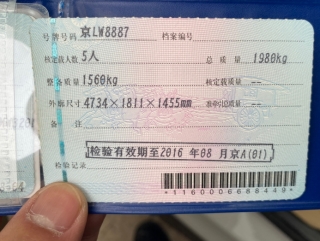 号牌号码 京LW8887 档案编号
核定载人数 5人 总质量 1980kg
整备质量 1560kg 核定载质量 --
外廓尺寸 4734×1811×1455mm 准牵引总质量 --
备注
检验有效期至2016 年08 月京A(01)
检验记录
*1160006688449*